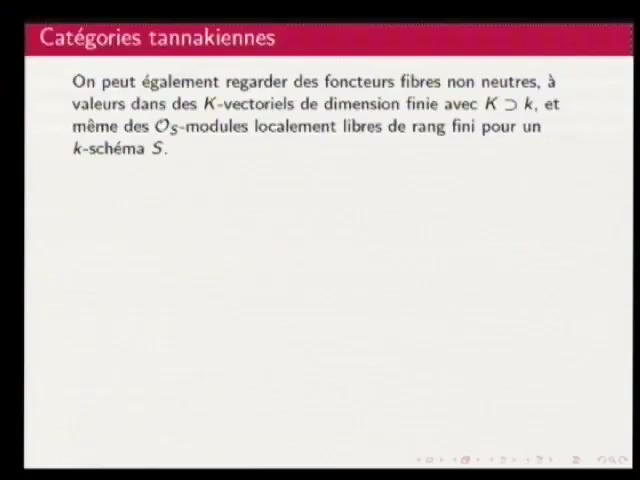 Catégories tannakiennes
On peut également regarder des foncteurs fibres non neutres, à
valeurs dans des K-vectoriels de dimension finie avec K ⊃ k, et
même des 𝒪_S-modules localement libres de rang fini pour un
k-schéma S.